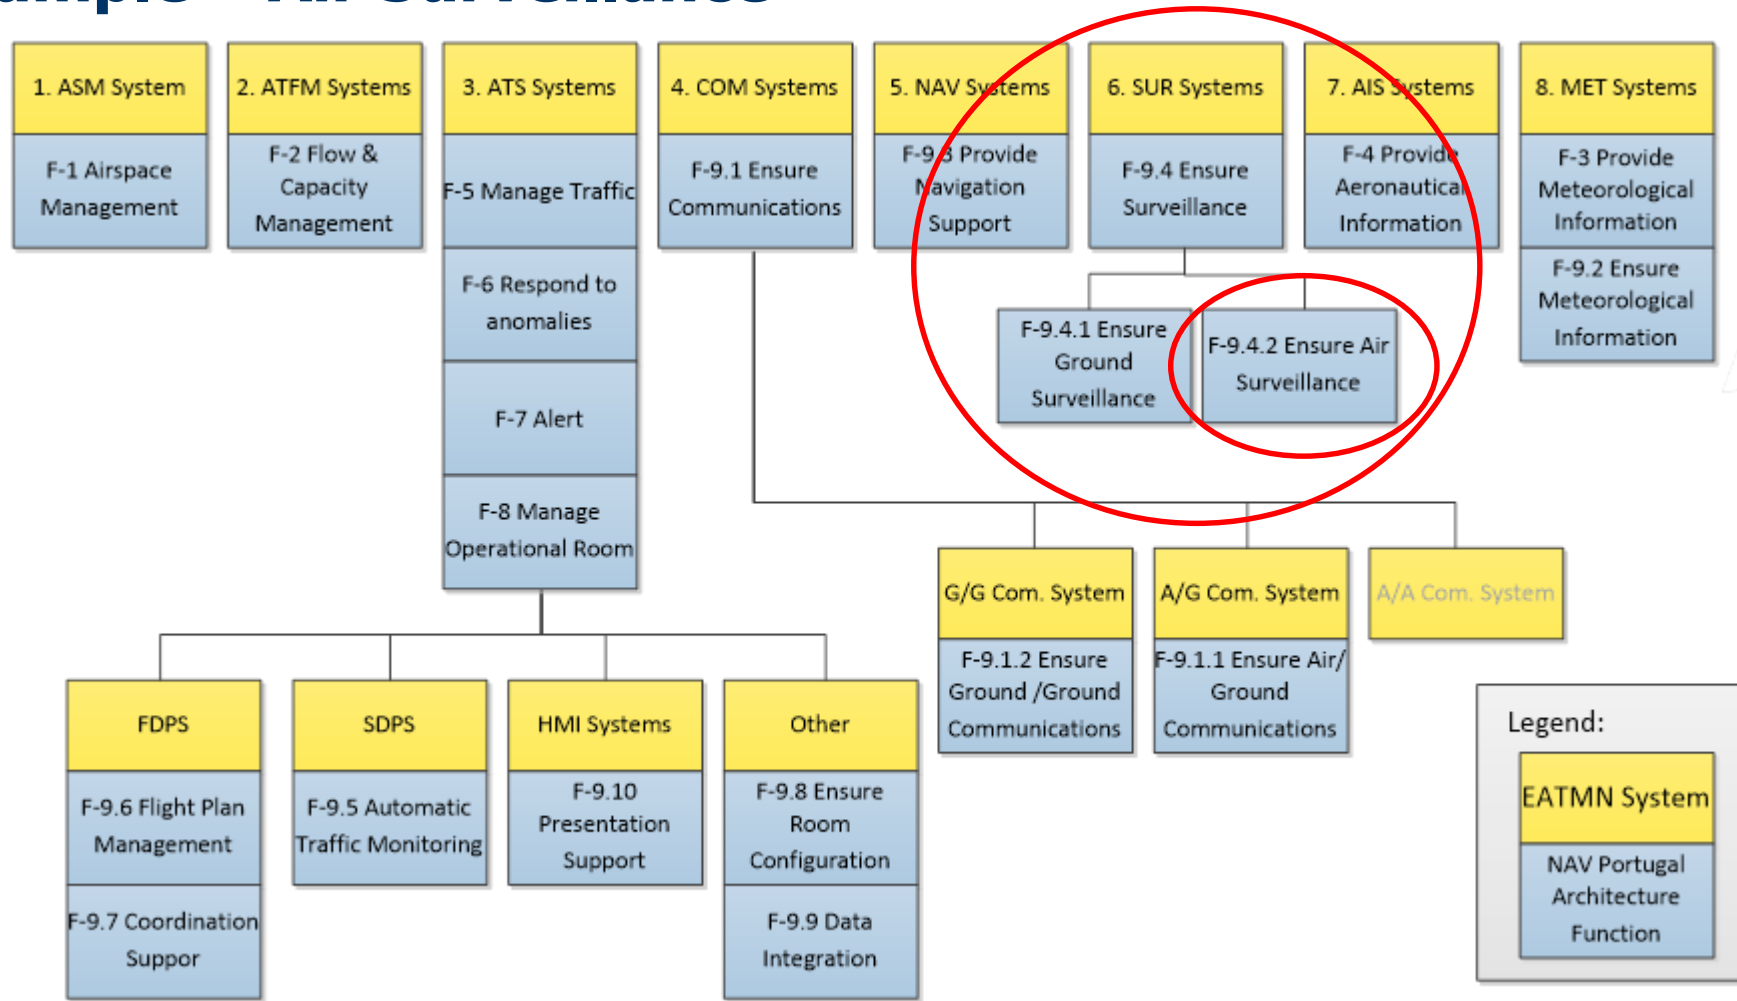 Air Surveillance
1. ASM System
F-1 Airspace
Management
2. ATFM Systems
F-2 Flow &
Capacity
Management
3. ATS Systems
F-5 Manage Traffic
F-6 Respond to
anomalies
F-7 Alert
F-8 Manage
Operational Room
4. COM Systems
F-9.1 Ensure
Communications
5. NAV Systems
F-9.3 Provide
Navigation
Support
6. SUR Systems
F-9.4 Ensure
Surveillance
7. AIS Systems
F-4 Provide
Aeronautical
Information
8. MET Systems
F-3 Provide
Meteorological
Information
F-9.2 Ensure
Meteorological
Information
F-9.4.1 Ensure
Ground
Surveillance
F-9.4.2 Ensure Air
Surveillance
G/G Com. System
F-9.1.2 Ensure
Ground /Ground
Communications
A/G Com. System
F-9.1.1 Ensure Air/
Ground
Communications
A/A Com. System
FDPS
F-9.6 Flight Plan
Management
F-9.7 Coordination
Suppor
SDPS
F-9.5 Automatic
Traffic Monitoring
HMI Systems
F-9.10
Presentation
Support
Other
F-9.8 Ensure
Room
Configuration
F-9.9 Data
Integration
Legend:
EATMN System
NAV Portugal
Architecture
Function